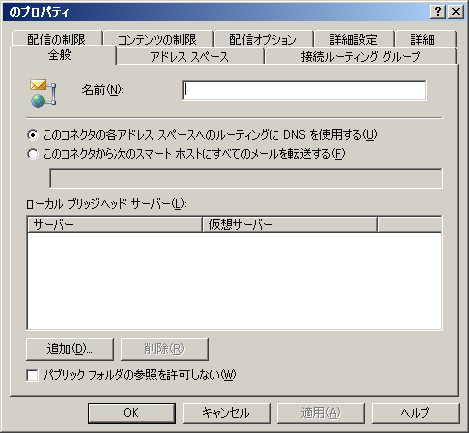 のプロパティ
配信の制限 コンテンツの制限 配信オプション 詳細設定 詳細
全般 アドレス スペース 接続ルーティング グループ
名前(N):
このコネクタの各アドレス スペースへのルーティングに DNS を使用する(U)
このコネクタから次のスマート ホストにすべてのメールを転送する(F)
ローカル ブリッジヘッド サーバー(L):
サーバー 仮想サーバー
追加(D)... 削除(R)
パブリック フォルダの参照を許可しない(W)
OK キャンセル 適用(A) ヘルプ